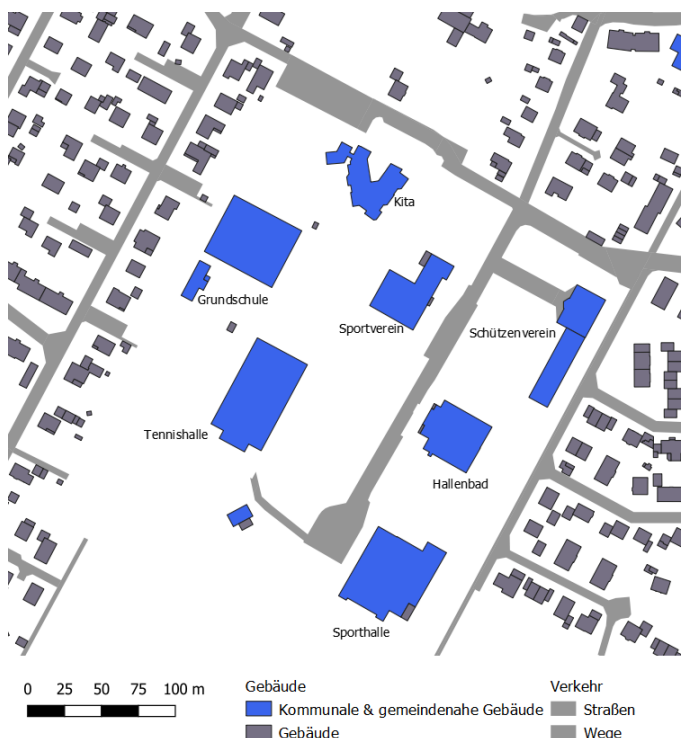 Kita
Grundschule
Sportverein
Schützenverein
Tennishalle
Hallenbad
Sporthalle
0 25 50 75 100 m
Gebäude
Kommunale & gemeindenahe Gebäude
Gebäude
Verkehr
Straßen
Wege